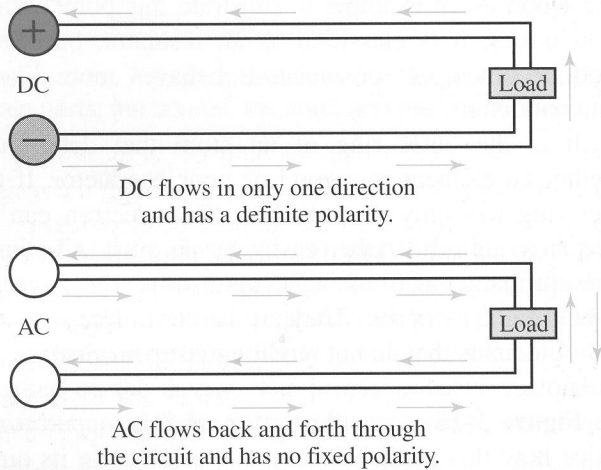 +
DC
Load
−
DC flows in only one direction
and has a definite polarity.
AC
Load
AC flows back and forth through
the circuit and has no fixed polarity.